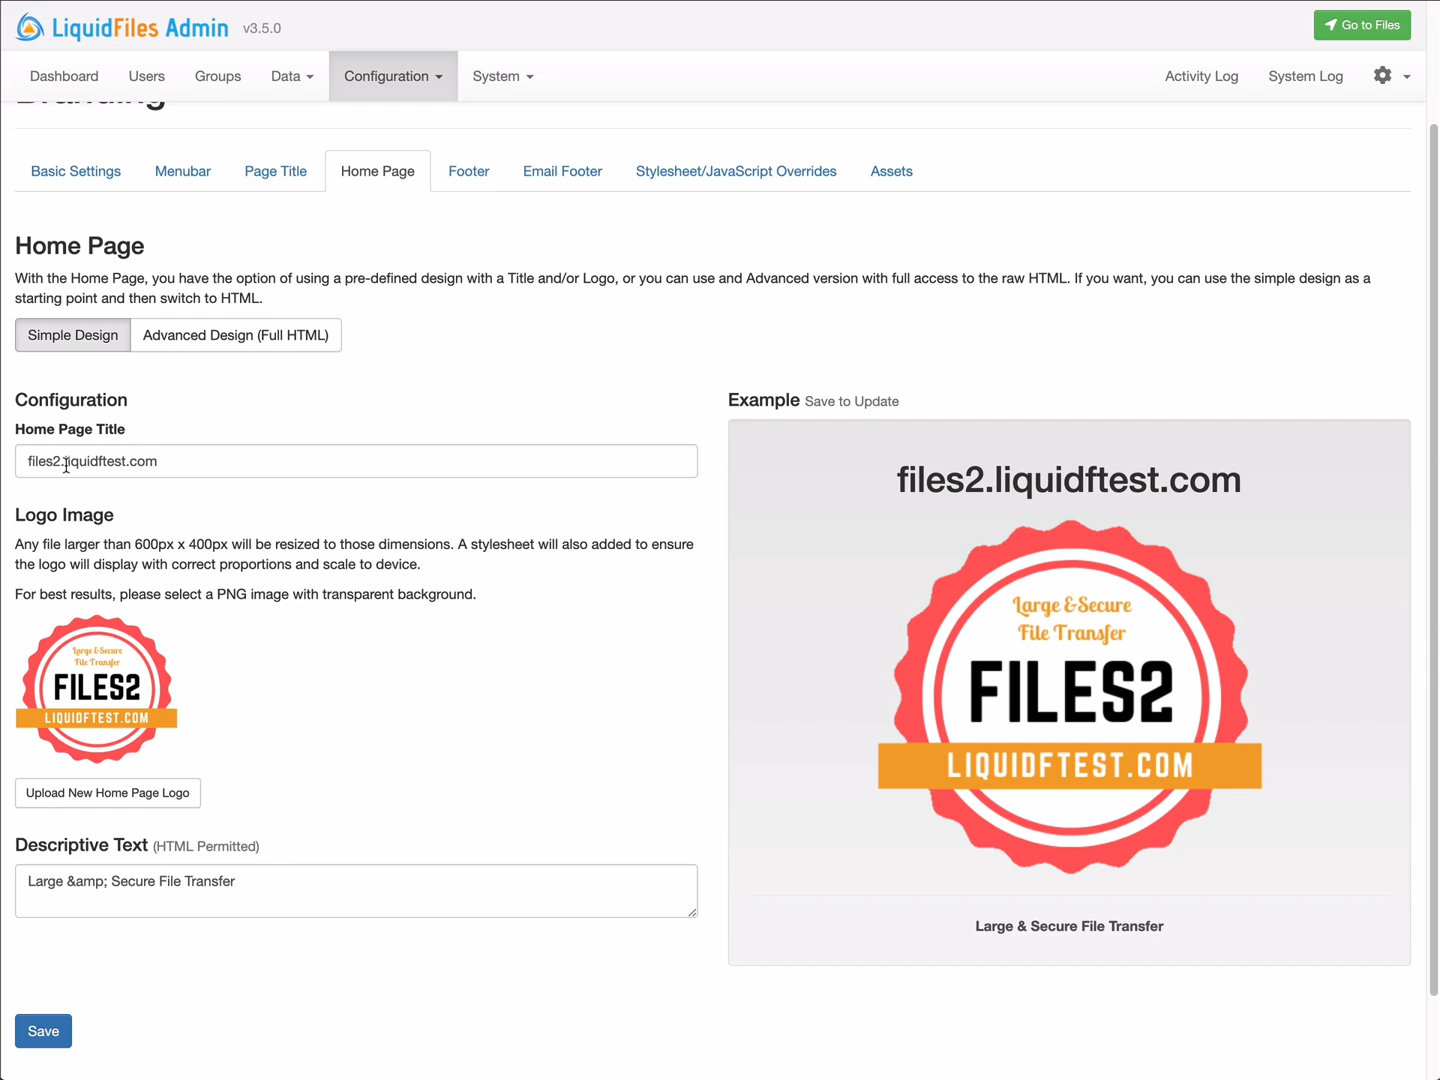 LiquidFiles Admin v3.5.0
Go to Files
Dashboard Users Groups Data Configuration System Activity Log System Log
Branding
Basic Settings Menubar Page Title Home Page Footer Email Footer Stylesheet/JavaScript Overrides Assets
Home Page
With the Home Page, you have the option of using a pre-defined design with a Title and/or Logo, or you can use and Advanced version with full access to the raw HTML. If you want, you can use the simple design as a
starting point and then switch to HTML.
Simple Design Advanced Design (Full HTML)
Configuration
Home Page Title
files2.liquidftest.com
Logo Image
Any file larger than 600px x 400px will be resized to those dimensions. A stylesheet will also added to ensure
the logo will display with correct proportions and scale to device.
For best results, please select a PNG image with transparent background.
Large & Secure
File Transfer
FILES2
LIQUIDFTEST.COM
Upload New Home Page Logo
Descriptive Text (HTML Permitted)
Large &amp; Secure File Transfer
Save
Example Save to Update
files2.liquidftest.com
Large & Secure
File Transfer
FILES2
LIQUIDFTEST.COM
Large & Secure File Transfer